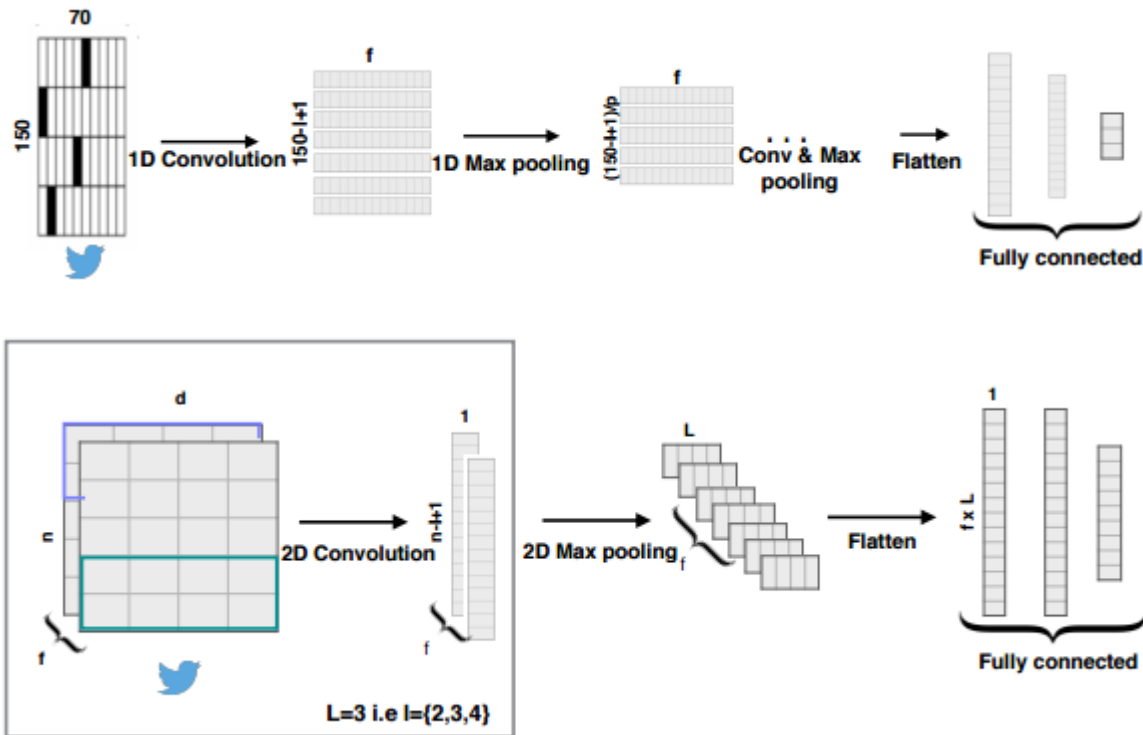 70
150
1D Convolution
f
150-l+1
1D Max pooling
f
(150-l+1)/p
. . .
Conv & Max
pooling
Flatten
Fully connected
d
n
f
2D Convolution
1
n-l+1
f
L=3 i.e l={2,3,4}
2D Max pooling
L
f
Flatten
1
f x L
Fully connected